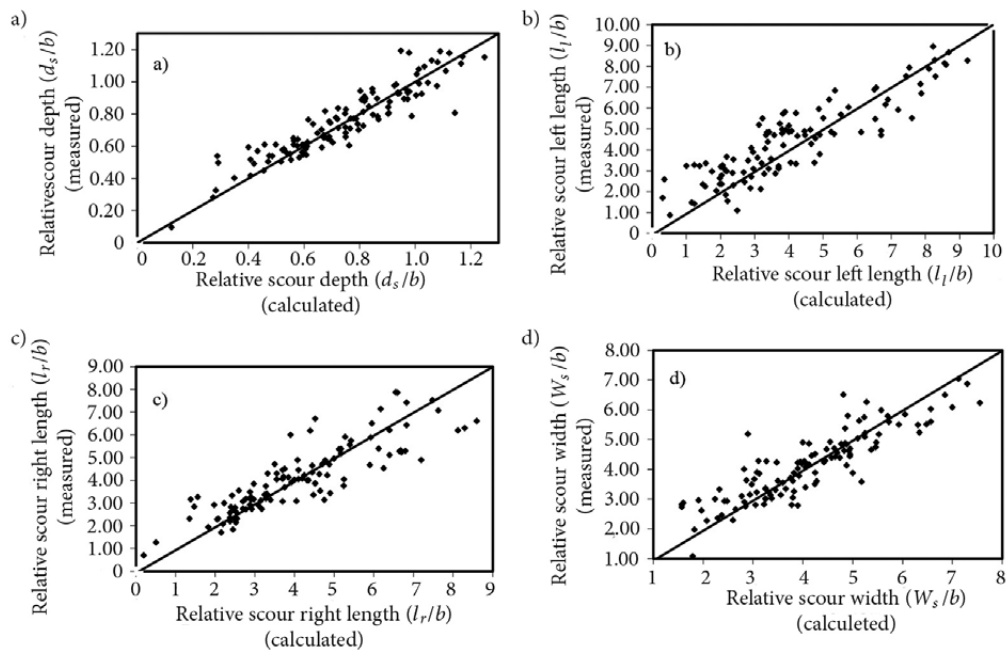 a)
a)
Relativescour depth (ds/b)
(measured)
1.20
1.00
0.80
0.60
0.40
0.20
0
0 0.2 0.4 0.6 0.8 1.0 1.2
Relative scour depth (ds/b)
(calculated)
b)
b)
Relative scour left length (ll/b)
(measured)
10.00
9.00
8.00
7.00
6.00
5.00
4.00
3.00
2.00
1.00
0 1 2 3 4 5 6 7 8 9 10
Relative scour left length (ll/b)
(calculated)
c)
c)
Relative scour right length (lr/b)
(measured)
9.00
8.00
7.00
6.00
5.00
4.00
3.00
2.00
1.00
0
0 1 2 3 4 5 6 7 8 9
Relative scour right length (lr/b)
(calculated)
d)
d)
Relative scour width (Ws/b)
(measured)
8.00
7.00
6.00
5.00
4.00
3.00
2.00
1.00
1 2 3 4 5 6 7 8
Relative scour width (Ws/b)
(calculeted)